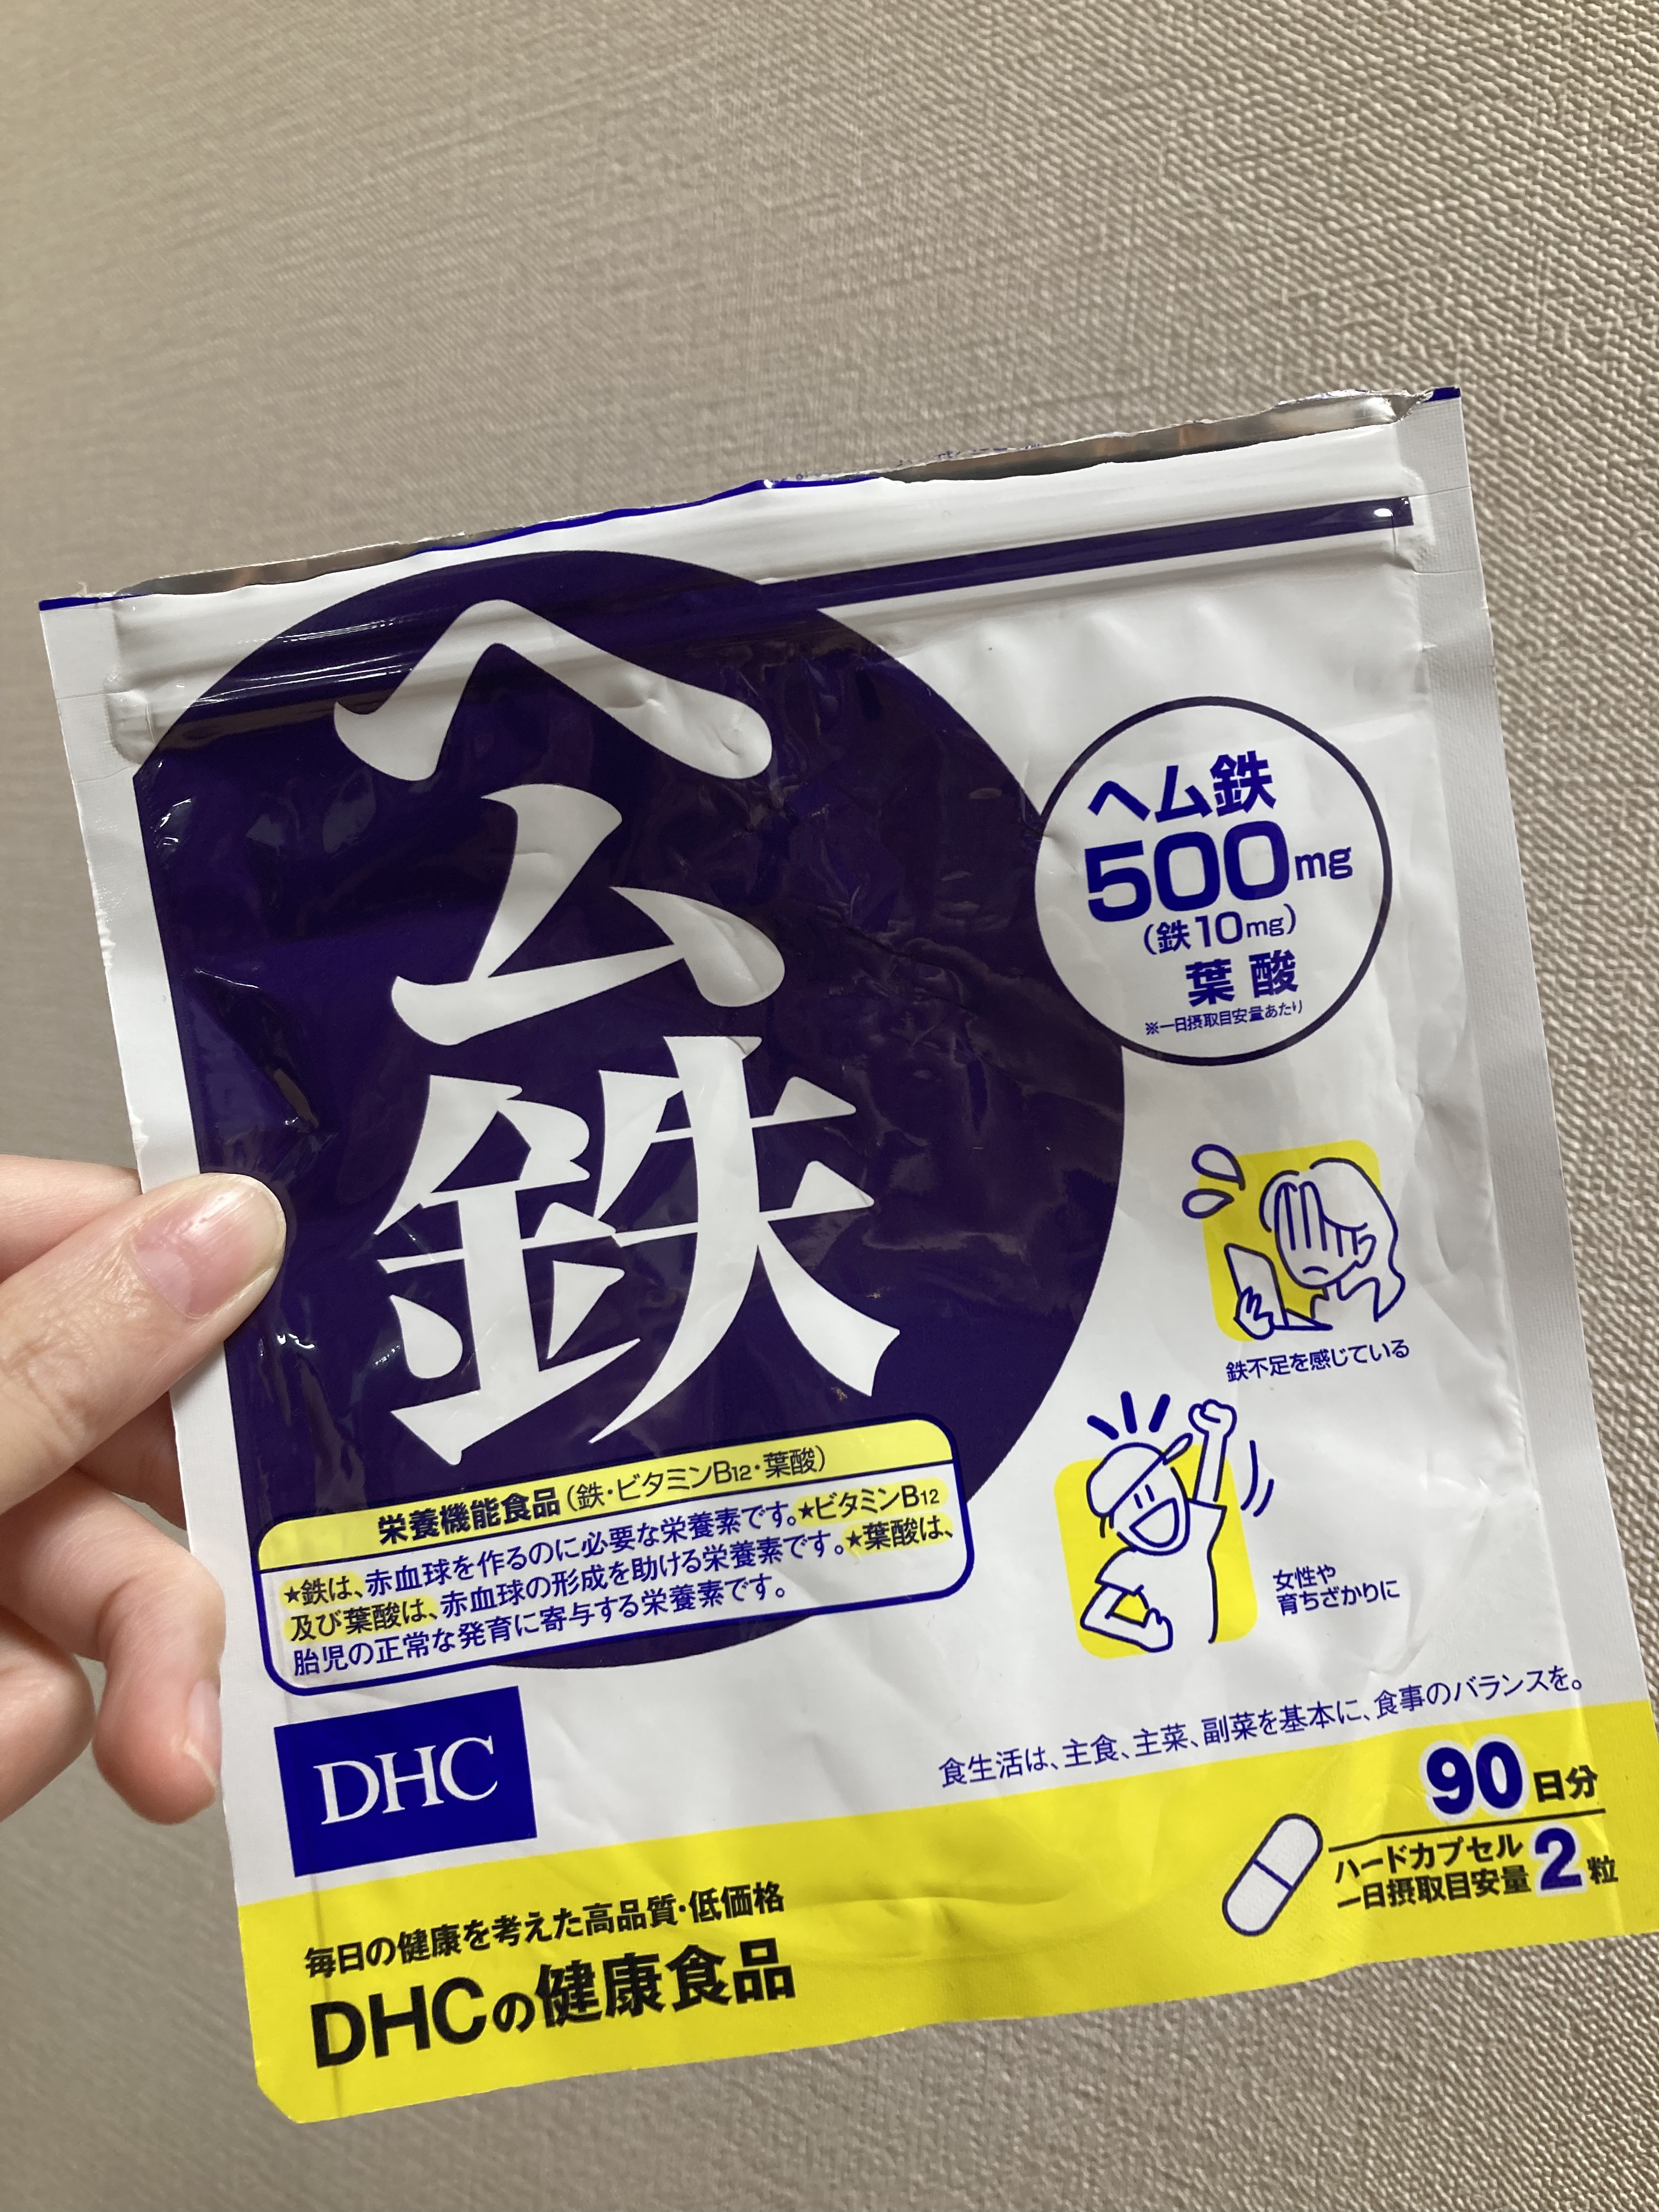 ヘム鉄
ヘム鉄
500mg
(鉄10mg)
葉酸
※一日摂取目安量あたり
鉄不足を感じている
女性や
育ちざかりに
栄養機能食品(鉄・ビタミンB12・葉酸)
★鉄は、赤血球を作るのに必要な栄養素です。★ビタミンB12
及び葉酸は、赤血球の形成を助ける栄養素です。★葉酸は、
胎児の正常な発育に寄与する栄養素です。
DHC
食生活は、主食、主菜、副菜を基本に、食事のバランスを。
90日分
ハードカプセル
一日摂取目安量2粒
毎日の健康を考えた高品質・低価格
DHCの健康食品